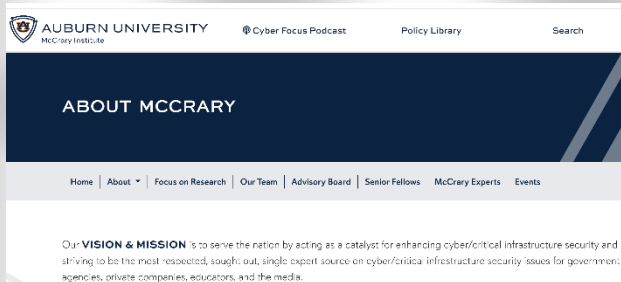 AUBURN UNIVERSITY
McCrary Institute
Cyber Focus Podcast
Policy Library
Search
ABOUT MCCRARY
Home | About | Focus on Research | Our Team | Advisory Board | Senior Fellows McCrary Experts Events
Our VISION & MISSION is to serve the nation by acting as a catalyst for enhancing cyber/critical infrastructure security and
striving to be the most respected, sought out, single expert source on cyber/critical infrastructure security issues for government
agencies, private companies, educators, and the media.